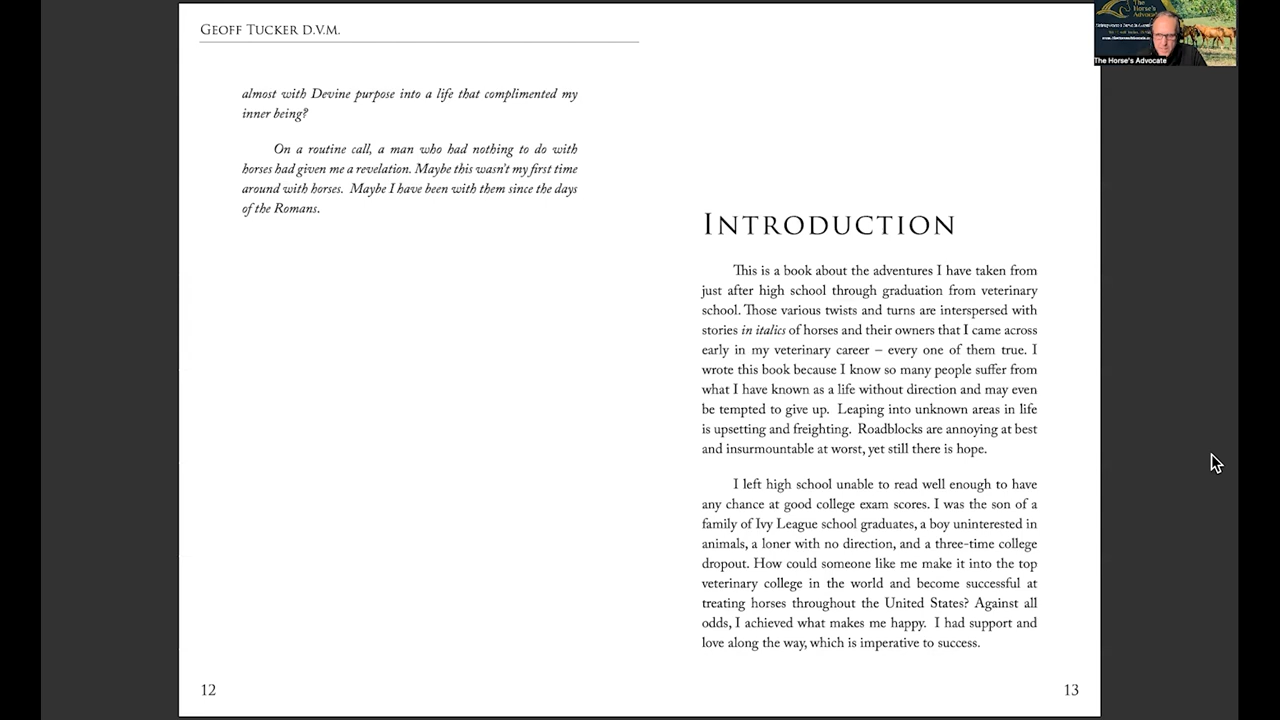 GEOFF TUCKER D.V.M.
almost with Devine purpose into a life that complimented my
inner being?
On a routine call, a man who had nothing to do with
horses had given me a revelation. Maybe this wasn't my first time
around with horses. Maybe I have been with them since the days
of the Romans.
12
INTRODUCTION
This is a book about the adventures I have taken from
just after high school through graduation from veterinary
school. Those various twists and turns are interspersed with
stories in italics of horses and their owners that I came across
early in my veterinary career – every one of them true. I
wrote this book because I know so many people suffer from
what I have known as a life without direction and may even
be tempted to give up. Leaping into unknown areas in life
is upsetting and freighting. Roadblocks are annoying at best
and insurmountable at worst, yet still there is hope.
I left high school unable to read well enough to have
any chance at good college exam scores. I was the son of a
family of Ivy League school graduates, a boy uninterested in
animals, a loner with no direction, and a three-time college
dropout. How could someone like me make it into the top
veterinary college in the world and become successful at
treating horses throughout the United States? Against all
odds, I achieved what makes me happy. I had support and
love along the way, which is imperative to success.
13
The
Horse's
The Horse's Advocate